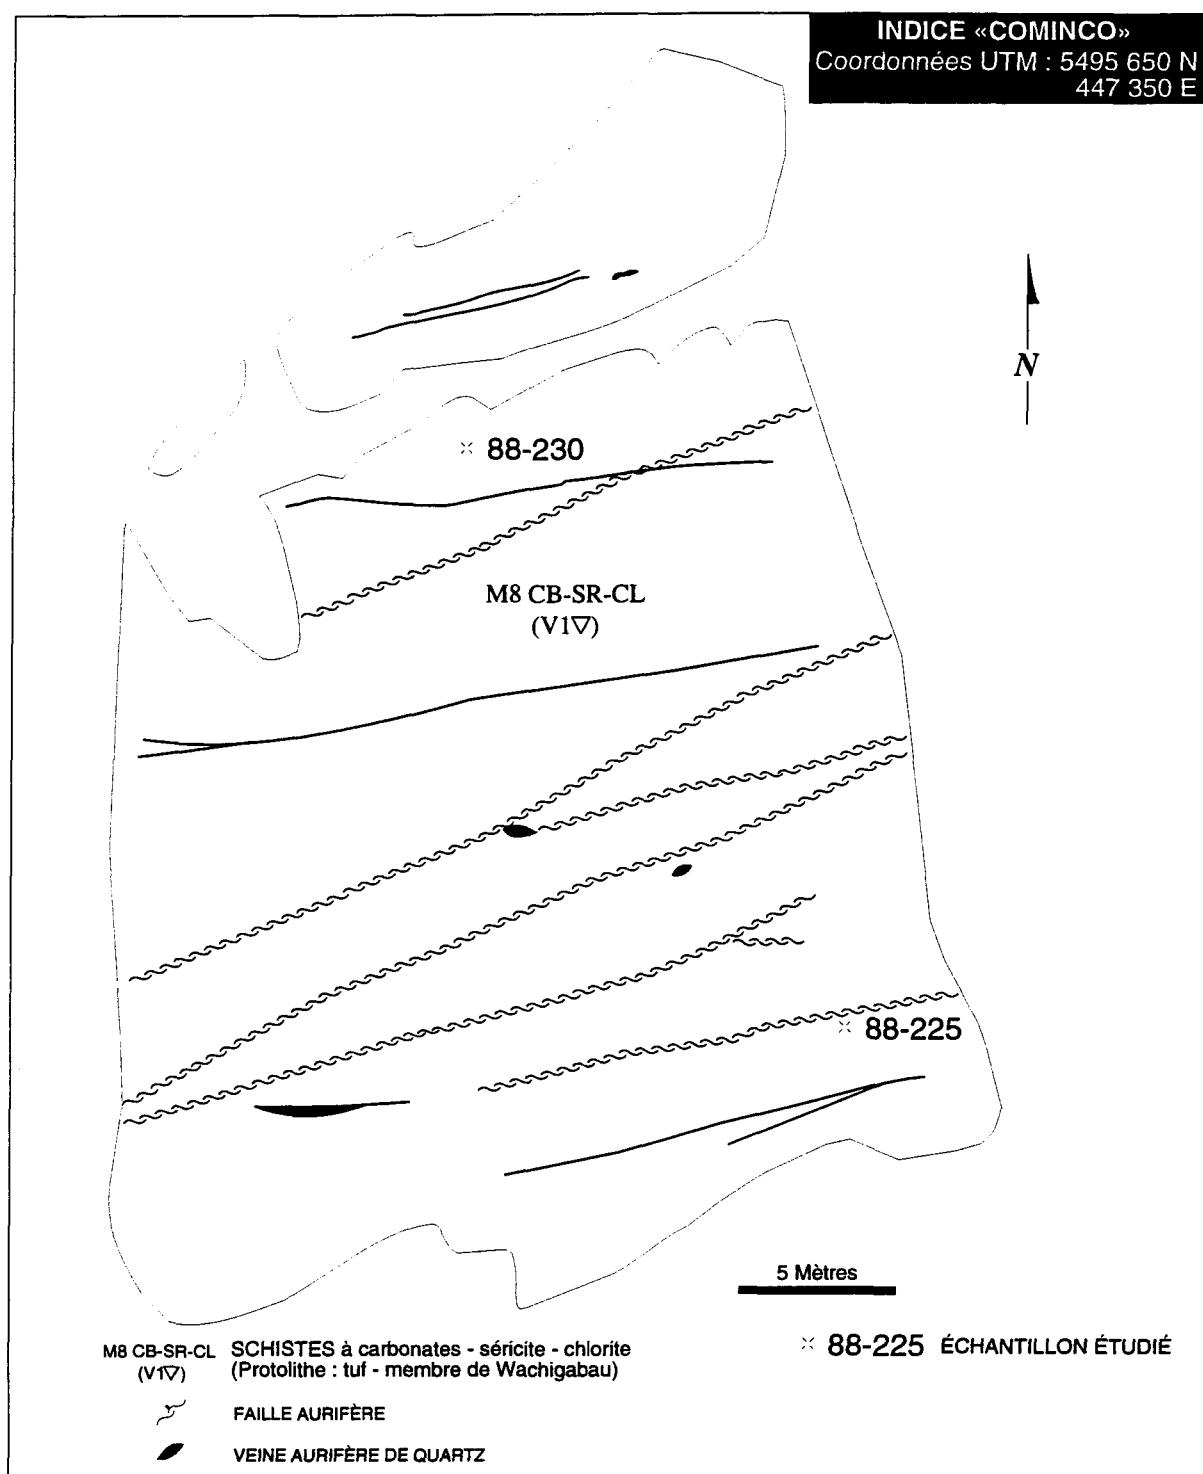 INDICE «COMINCO»
Coordonnées UTM : 5495 650 N
447 350 E
N
88-230
M8 CB-SR-CL
(V1▽)
88-225
5 Mètres
M8 CB-SR-CL SCHISTES à carbonates - séricite - chlorite
(V1▽) (Protolithe : tuf - membre de Wachigabau)
88-225 ÉCHANTILLON ÉTUDIÉ
FAILLE AURIFÈRE
VEINE AURIFÈRE DE QUARTZ